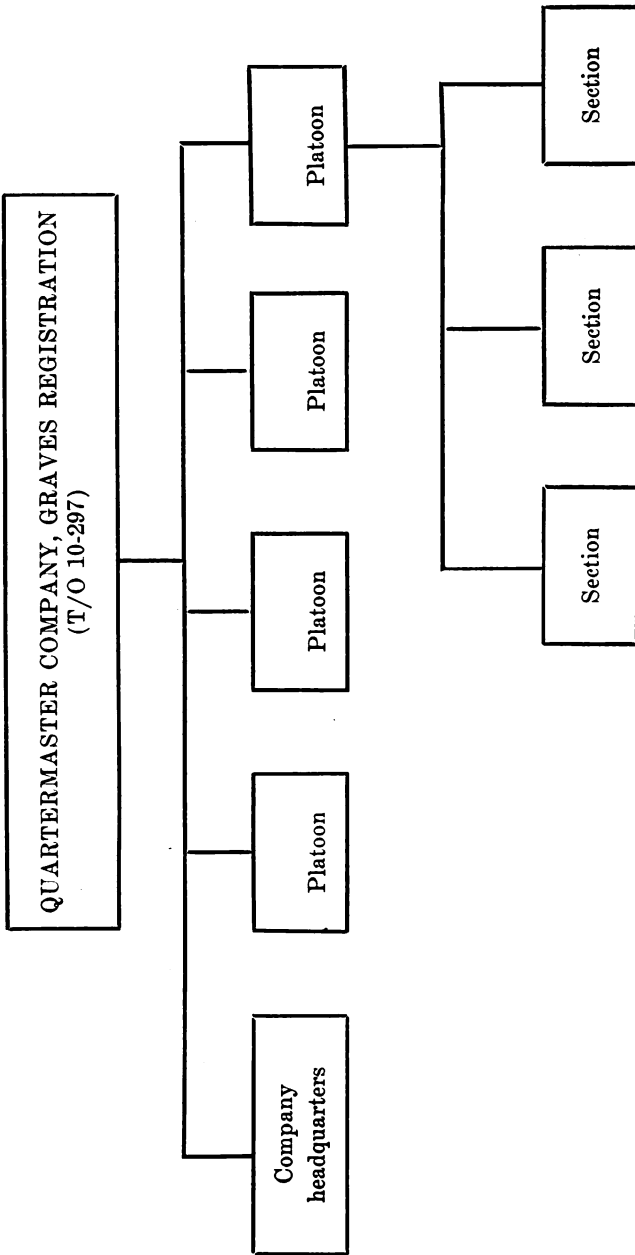 QUARTERMASTER COMPANY, GRAVES REGISTRATION
(T/O 10-297)
Company
headquarters
Platoon
Platoon
Platoon
Platoon
Section
Section
Section